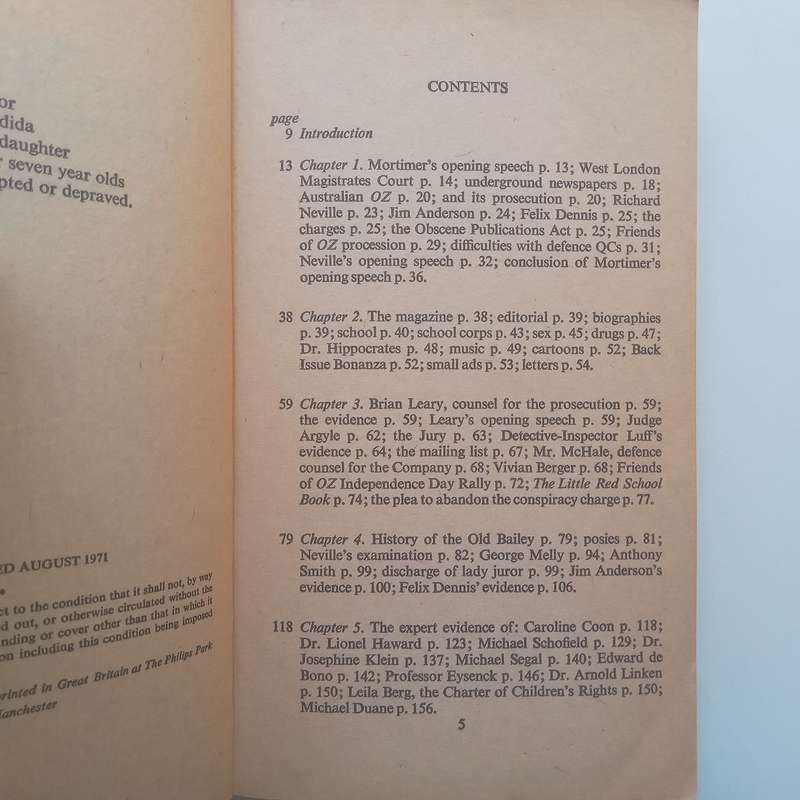 or
dida
daughter
seven year olds
pted or depraved.
ED AUGUST 1971
ct to the condition that it shall not, by way
d out, or otherwise circulated without the
nding or cover other than that in which it
on including this condition being imposed
rinted in Great Britain at The Philips Park
Manchester
CONTENTS
page
9 Introduction
13 Chapter 1. Mortimer's opening speech p. 13; West London
Magistrates Court p. 14; underground newspapers p. 18;
Australian OZ p. 20; and its prosecution p. 20; Richard
Neville p. 23; Jim Anderson p. 24; Felix Dennis p. 25; the
charges p. 25; the Obscene Publications Act p. 25; Friends
of OZ procession p. 29; difficulties with defence QCs p. 31;
Neville's opening speech p. 32; conclusion of Mortimer's
opening speech p. 36.
38 Chapter 2. The magazine p. 38; editorial p. 39; biographies
p. 39; school p. 40; school corps p. 43; sex p. 45; drugs p. 47;
Dr. Hippocrates p. 48; music p. 49; cartoons p. 52; Back
Issue Bonanza p. 52; small ads p. 53; letters p. 54.
59 Chapter 3. Brian Leary, counsel for the prosecution p. 59;
the evidence p. 59; Leary's opening speech p. 59; Judge
Argyle p. 62; the Jury p. 63; Detective-Inspector Luff's
evidence p. 64; the mailing list p. 67; Mr. McHale, defence
counsel for the Company p. 68; Vivian Berger p. 68; Friends
of OZ Independence Day Rally p. 72; The Little Red School
Book p. 74; the plea to abandon the conspiracy charge p. 77.
79 Chapter 4. History of the Old Bailey p. 79; posies p. 81;
Neville's examination p. 82; George Melly p. 94; Anthony
Smith p. 99; discharge of lady juror p. 99; Jim Anderson's
evidence p. 100; Felix Dennis' evidence p. 106.
118 Chapter 5. The expert evidence of: Caroline Coon p. 118;
Dr. Lionel Haward p. 123; Michael Schofield p. 129; Dr.
Josephine Klein p. 137; Michael Segal p. 140; Edward de
Bono p. 142; Professor Eysenck p. 146; Dr. Arnold Linken
p. 150; Leila Berg, the Charter of Children's Rights p. 150;
Michael Duane p. 156.
5